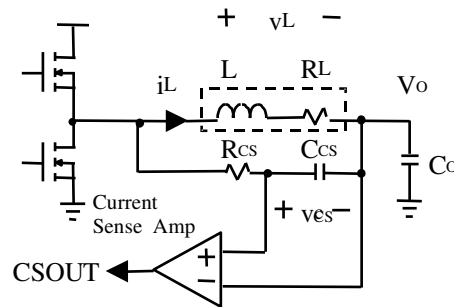 + vL −
iL
L
RL
VO
RCS
CCS
CO
+ vcs −
Current
Sense Amp
+
−
CSOUT